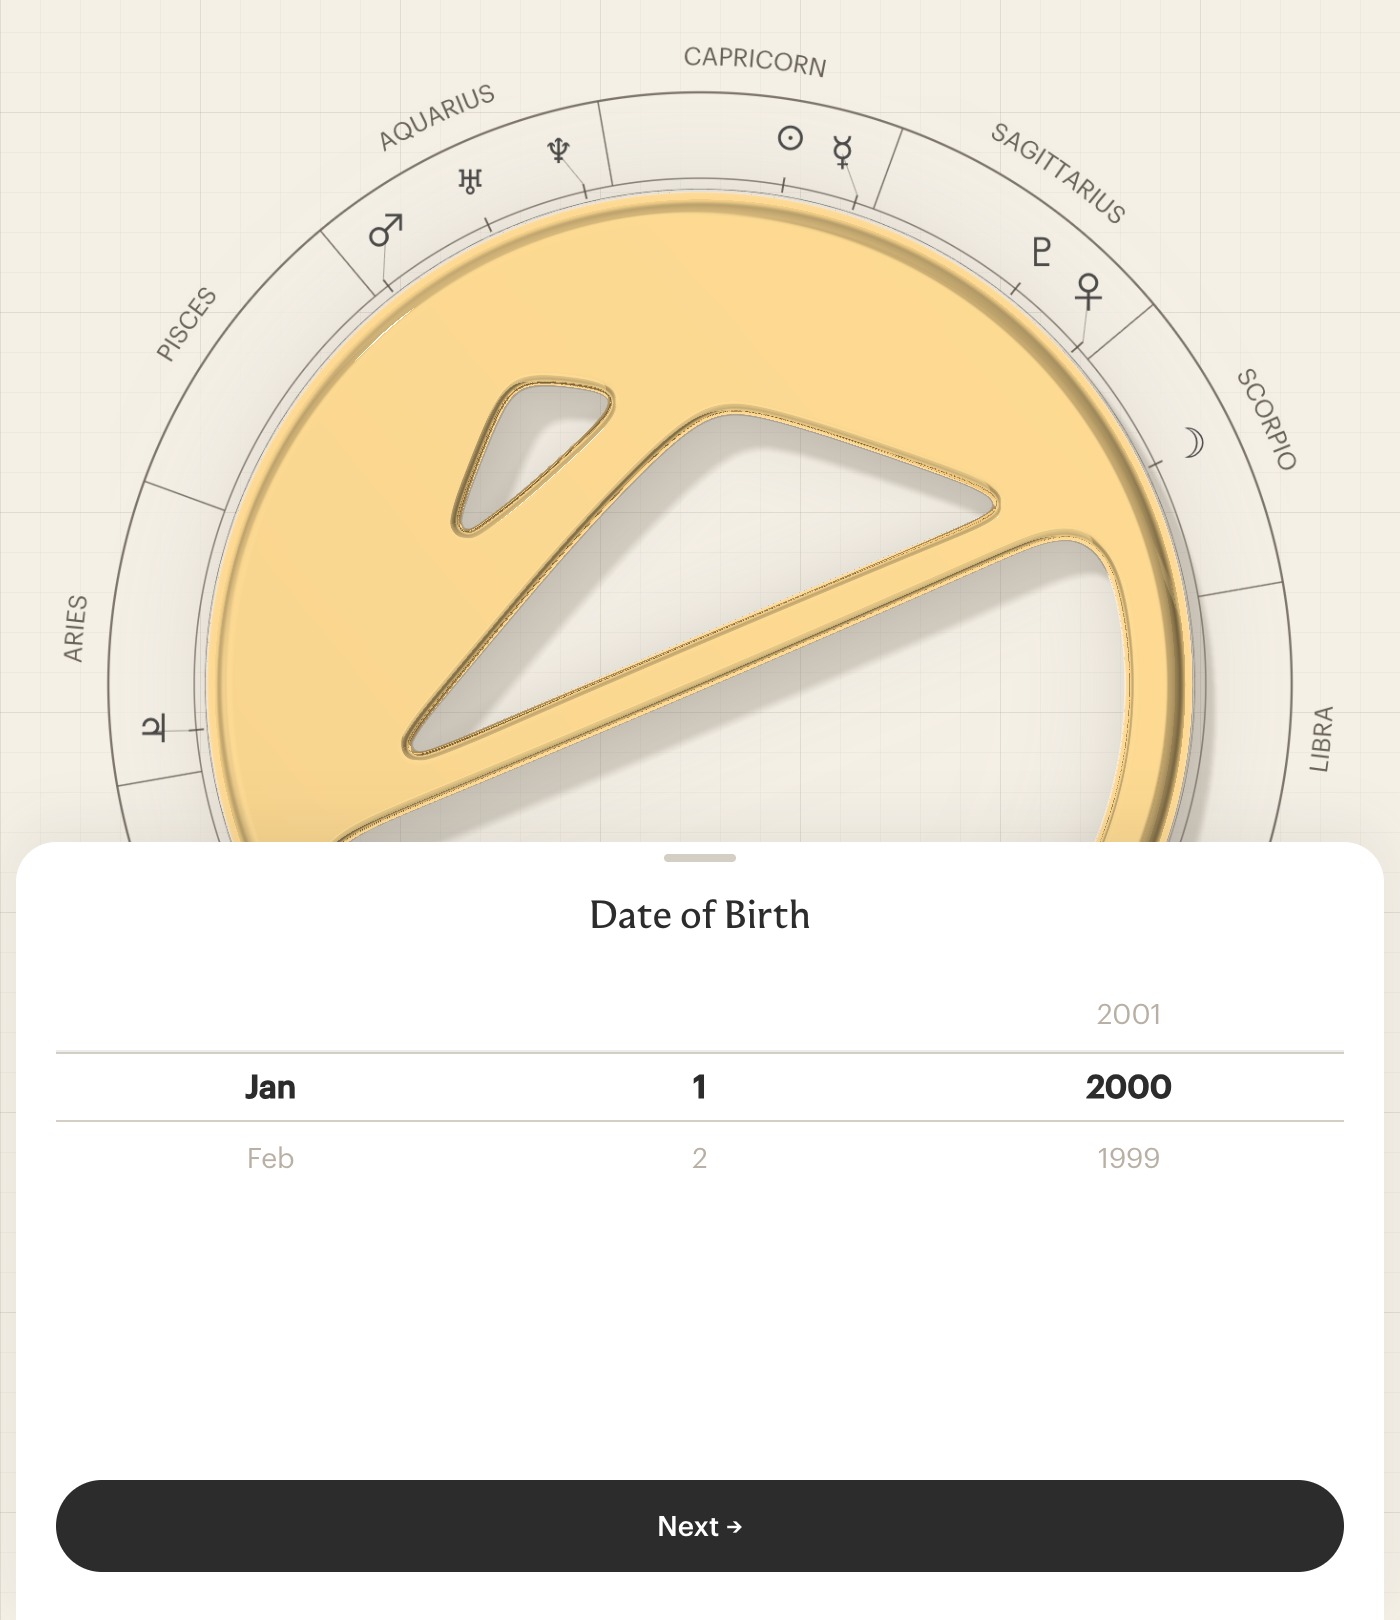 CAPRICORN
AQUARIUS
SAGITTARIUS
PISCES
SCORPIO
ARIES
LIBRA
Date of Birth
2001
Jan 1 2000
Feb 2 1999
Next →